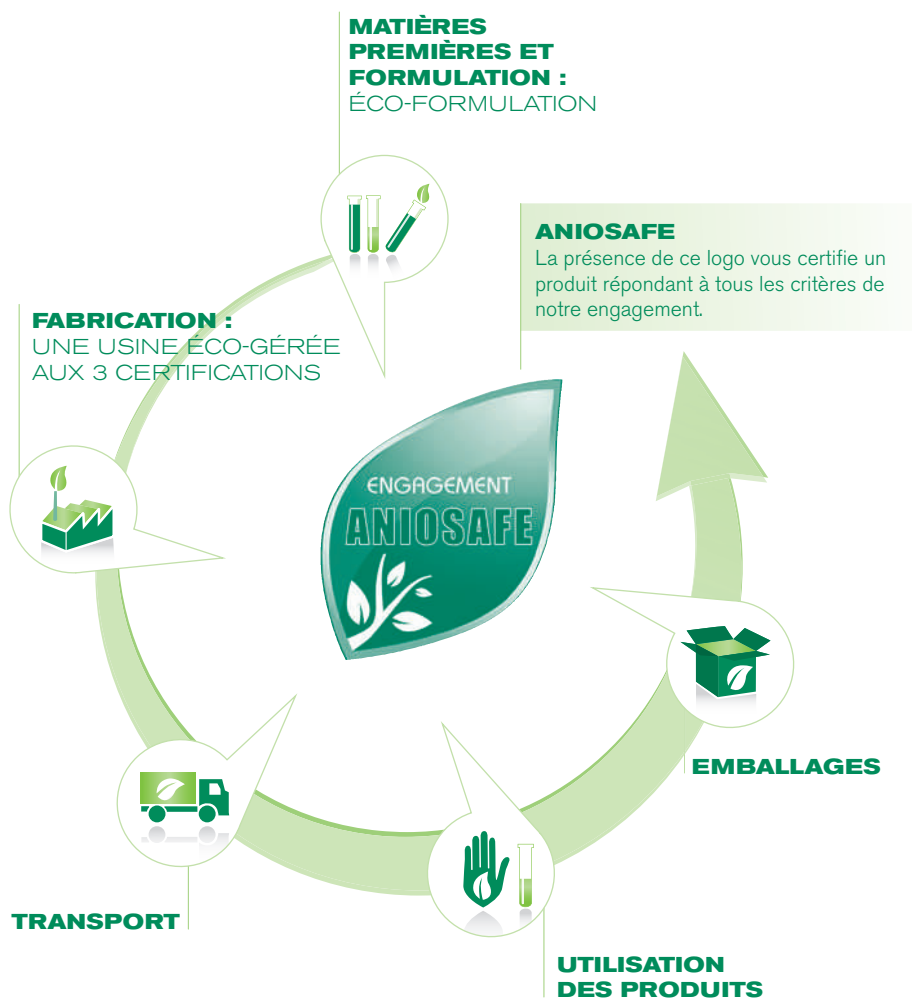 MATIÈRES
PREMIÈRES ET
FORMULATION :
ÉCO-FORMULATION
ANIOSAFE
La présence de ce logo vous certifie un
produit répondant à tous les critères de
notre engagement.
FABRICATION :
UNE USINE ÉCO-GÉRÉE
AUX 3 CERTIFICATIONS
ENGAGEMENT
ANIOSAFE
EMBALLAGES
TRANSPORT
UTILISATION
DES PRODUITS